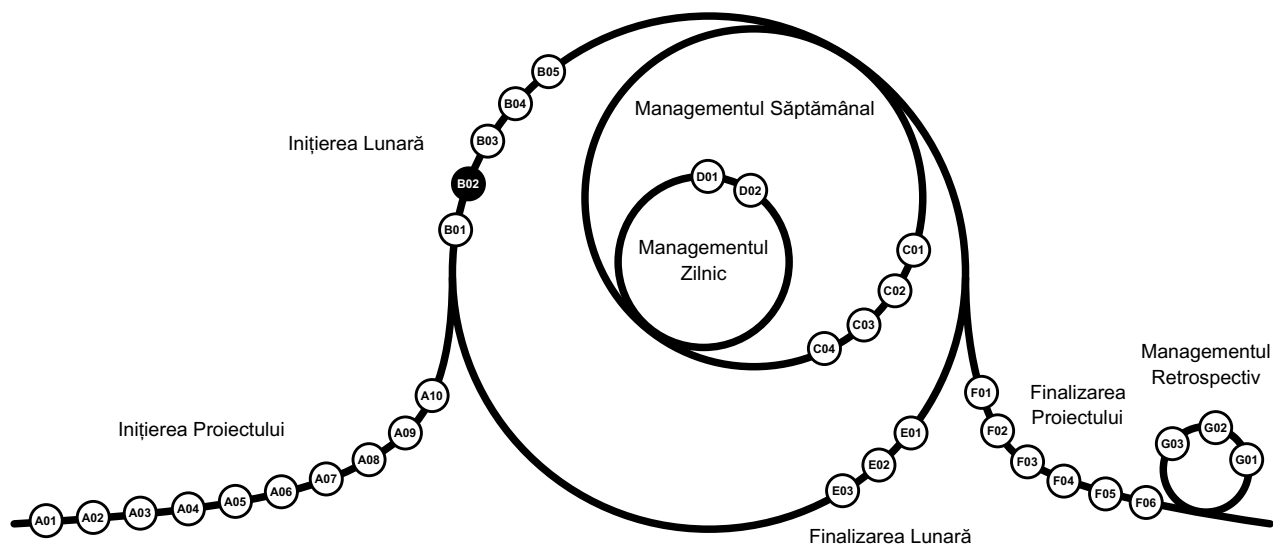 B05
B04
B03
B02
B01
Inițierea Lunară
Managementul Săptămânal
D01
D02
Managementul
Zilnic
C01
C02
C03
C04
A10
A09
A08
A07
A06
A05
A04
A03
A02
A01
Inițierea Proiectului
E01
E02
E03
Finalizarea Lunară
F01
F02
F03
F04
F05
F06
Finalizarea
Proiectului
Managementul
Retrospectiv
G03
G02
G01